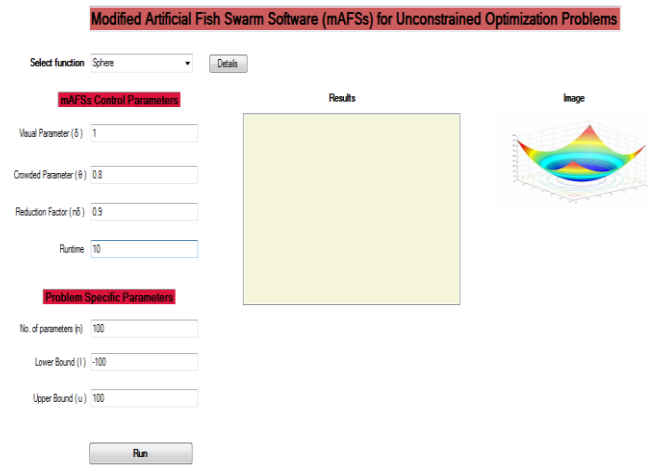 Modified Artificial Fish Swarm Software (mAFSs) for Unconstrained Optimization Problems
Select function Sphere Details
mAFSs Control Parameters
Visual Parameter ( δ ) 1
Crowded Parameter ( θ ) 0.8
Reduction Factor ( nδ ) 0.9
Runtime 10
Problem Specific Parameters
No. of parameters (n) 100
Lower Bound ( l ) -100
Upper Bound ( u ) 100
Run
Results
Image